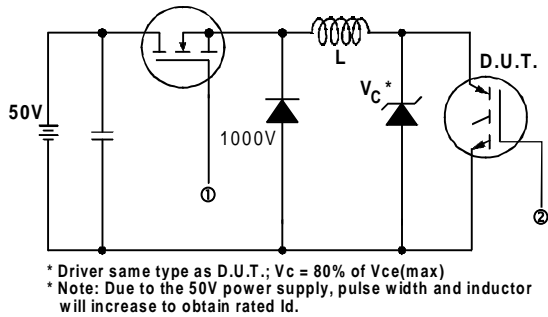 D.U.T.
L
V_C *
50V
1000V
①
②
* Driver same type as D.U.T.; Vc = 80% of Vce(max)
* Note: Due to the 50V power supply, pulse width and inductor
will increase to obtain rated Id.